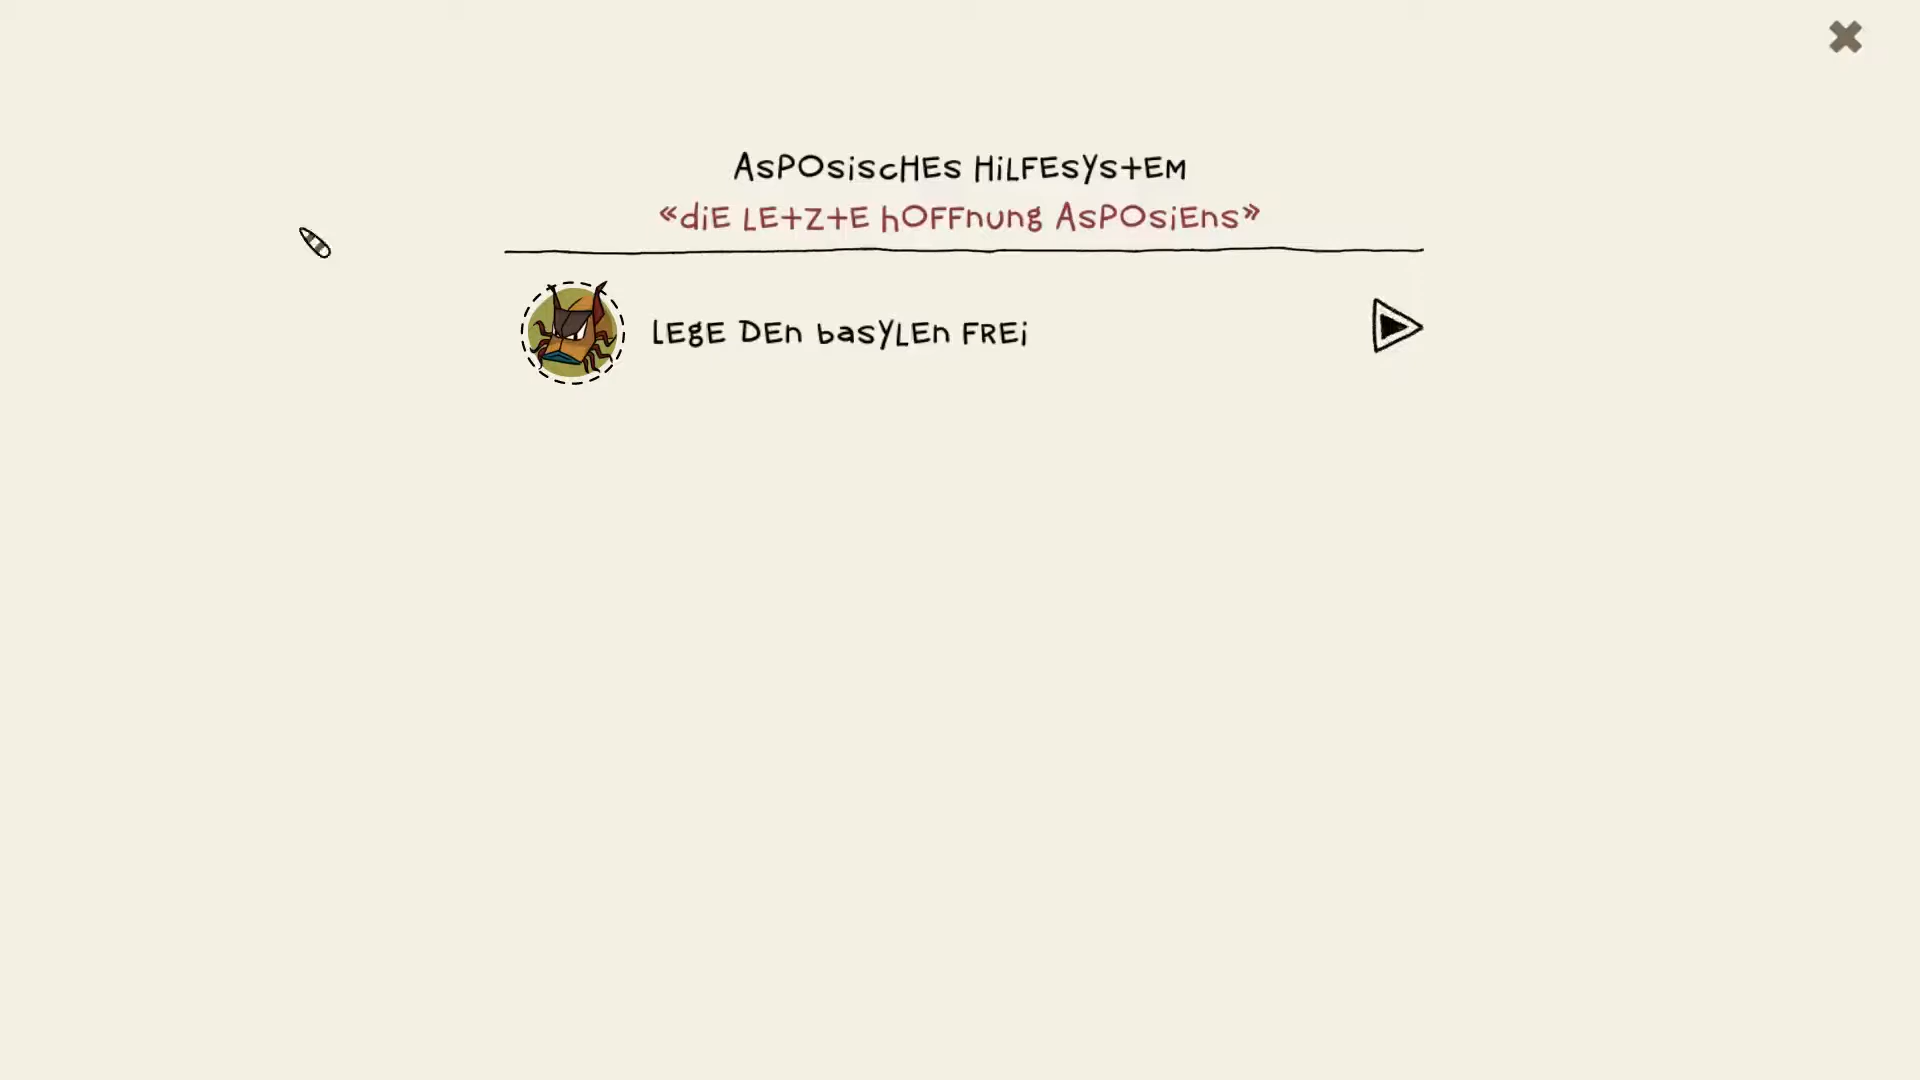 AsPOsiscHEs HiLFEsYstEM
«diE LEtZtE hOFFnung AsPOsiEns»
LEgE DEn basYLEn FREi